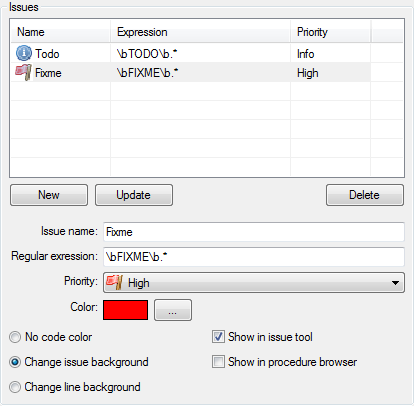 Issues
Name Expression Priority
Todo \bTODO\b.* Info
Fixme \bFIXME\b.* High
New Update Delete
Issue name: Fixme
Regular exression: \bFIXME\b.*
Priority: High
Color: ...
No code color Show in issue tool
Change issue background Show in procedure browser
Change line background